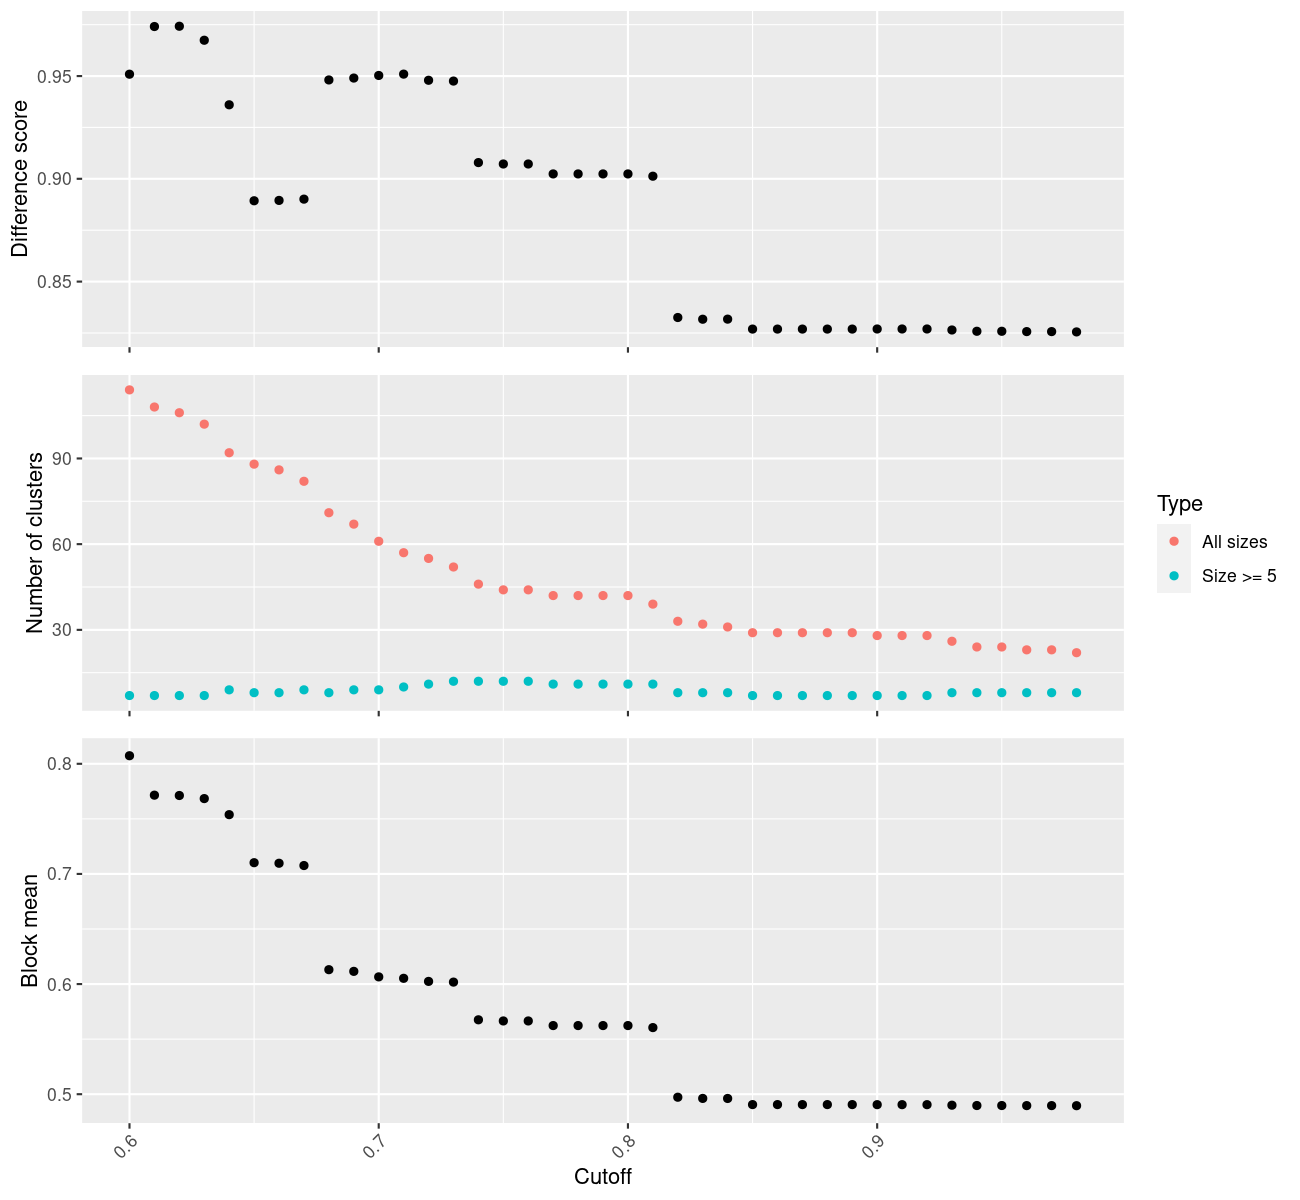 Difference score
0.95
0.90
0.85
Number of clusters
90
60
30
Type
All sizes
Size >= 5
Block mean
0.8
0.7
0.6
0.5
0.6 0.7 0.8 0.9
Cutoff